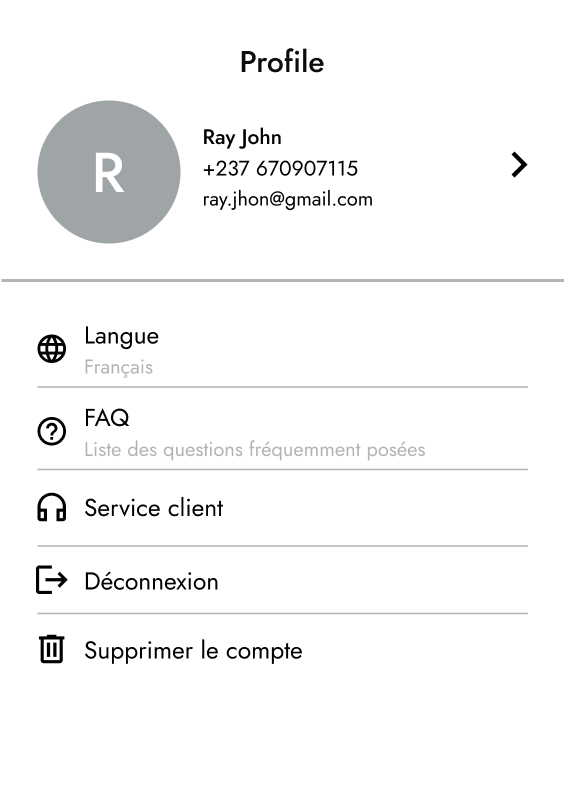 Profile
R
Ray John
+237 670907115
ray.jhon@gmail.com
Langue
Français
FAQ
Liste des questions fréquemment posées
Service client
Déconnexion
Supprimer le compte